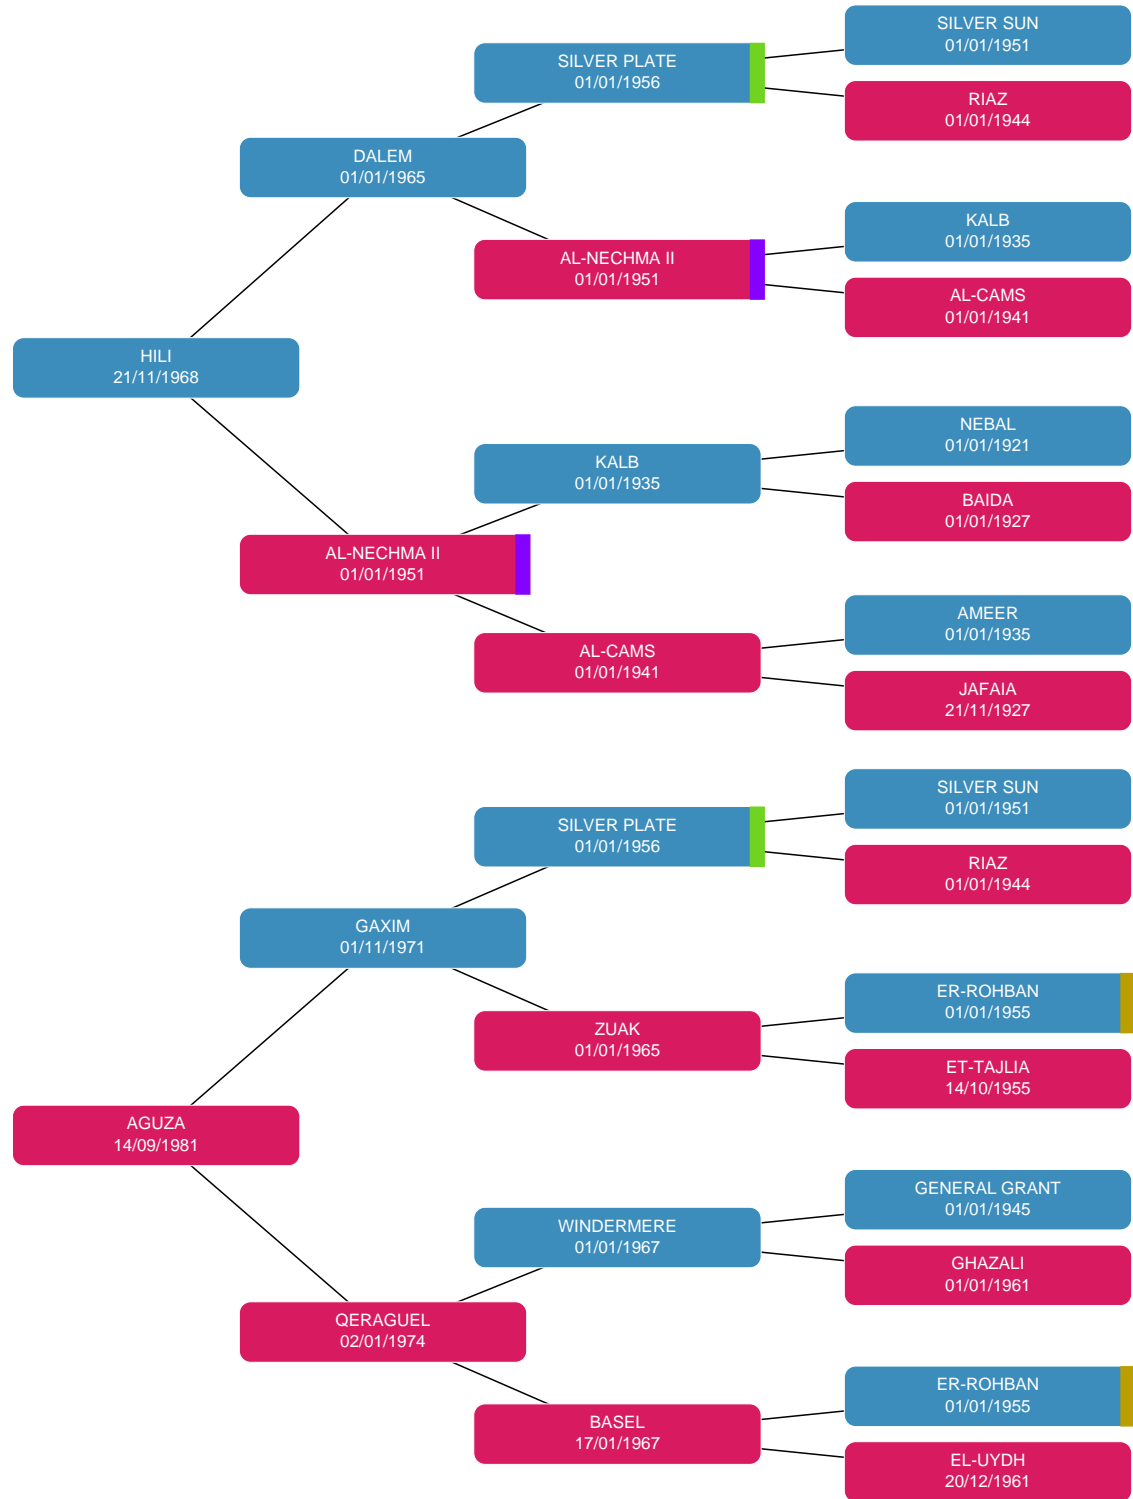 SILVER SUN
01/01/1951
SILVER PLATE
01/01/1956
RIAZ
01/01/1944
DALEM
01/01/1965
KALB
01/01/1935
AL-NECHMA II
01/01/1951
AL-CAMS
01/01/1941
HILI
21/11/1968
NEBAL
01/01/1921
KALB
01/01/1935
BAIDA
01/01/1927
AL-NECHMA II
01/01/1951
AMEER
01/01/1935
AL-CAMS
01/01/1941
JAFAIA
21/11/1927
SILVER SUN
01/01/1951
SILVER PLATE
01/01/1956
RIAZ
01/01/1944
GAXIM
01/11/1971
ER-ROHBAN
01/01/1955
ZUAK
01/01/1965
ET-TAJLIA
14/10/1955
AGUZA
14/09/1981
GENERAL GRANT
01/01/1945
WINDERMERE
01/01/1967
GHAZALI
01/01/1961
QERAGUEL
02/01/1974
ER-ROHBAN
01/01/1955
BASEL
17/01/1967
EL-UYDH
20/12/1961